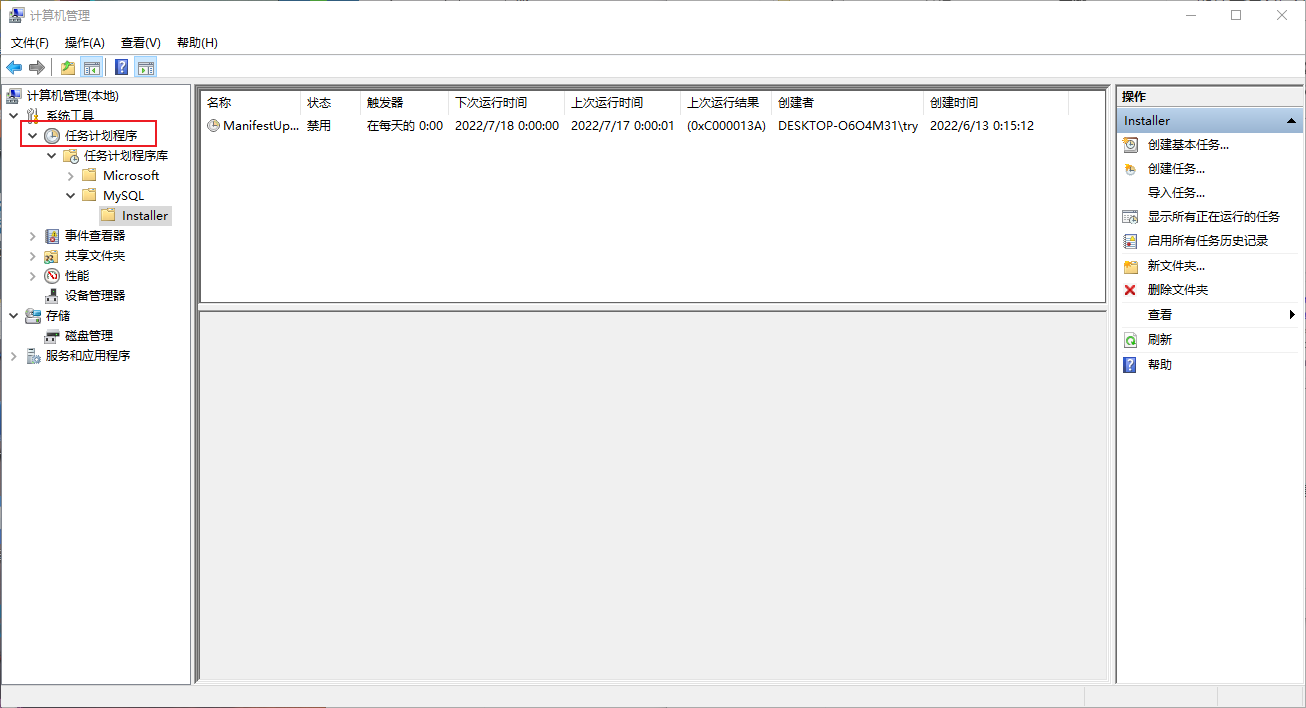 计算机管理
文件(F) 操作(A) 查看(V) 帮助(H)
计算机管理(本地)
系统工具
任务计划程序
任务计划程序库
Microsoft
MySQL
Installer
事件查看器
共享文件夹
性能
设备管理器
存储
磁盘管理
服务和应用程序
名称 状态 触发器 下次运行时间 上次运行时间 上次运行结果 创建者 创建时间
ManifestUp... 禁用 在每天的 0:00 2022/7/18 0:00:00 2022/7/17 0:00:01 (0xC000013A) DESKTOP-O6O4M31\try 2022/6/13 0:15:12
操作
Installer
创建基本任务...
创建任务...
导入任务...
显示所有正在运行的任务
启用所有任务历史记录
新文件夹...
删除文件夹
查看
刷新
帮助